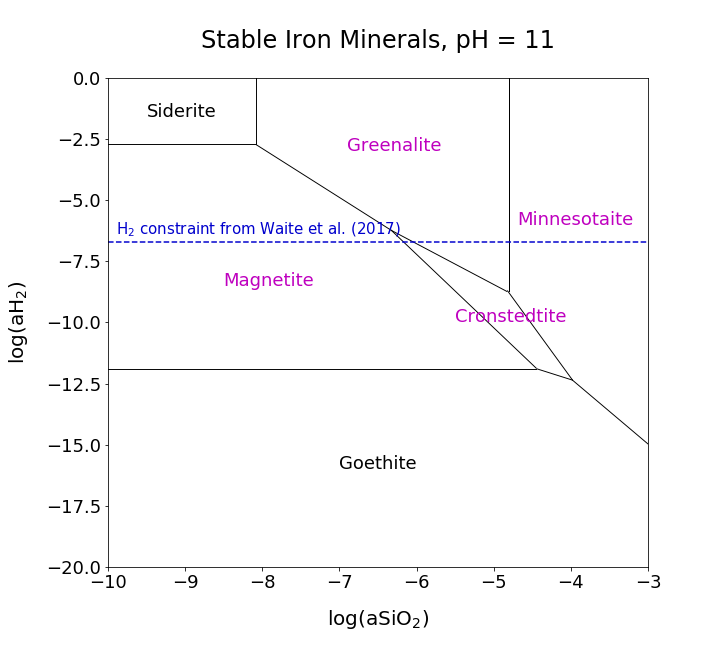 Stable Iron Minerals, pH = 11
0.0
Siderite
−2.5
Greenalite
−5.0
Minnesotaite
H₂ constraint from Waite et al. (2017)
−7.5
Magnetite
log(aH₂)
−10.0
Cronstedtite
−12.5
−15.0
Goethite
−17.5
−20.0
−10 −9 −8 −7 −6 −5 −4 −3
log(aSiO₂)